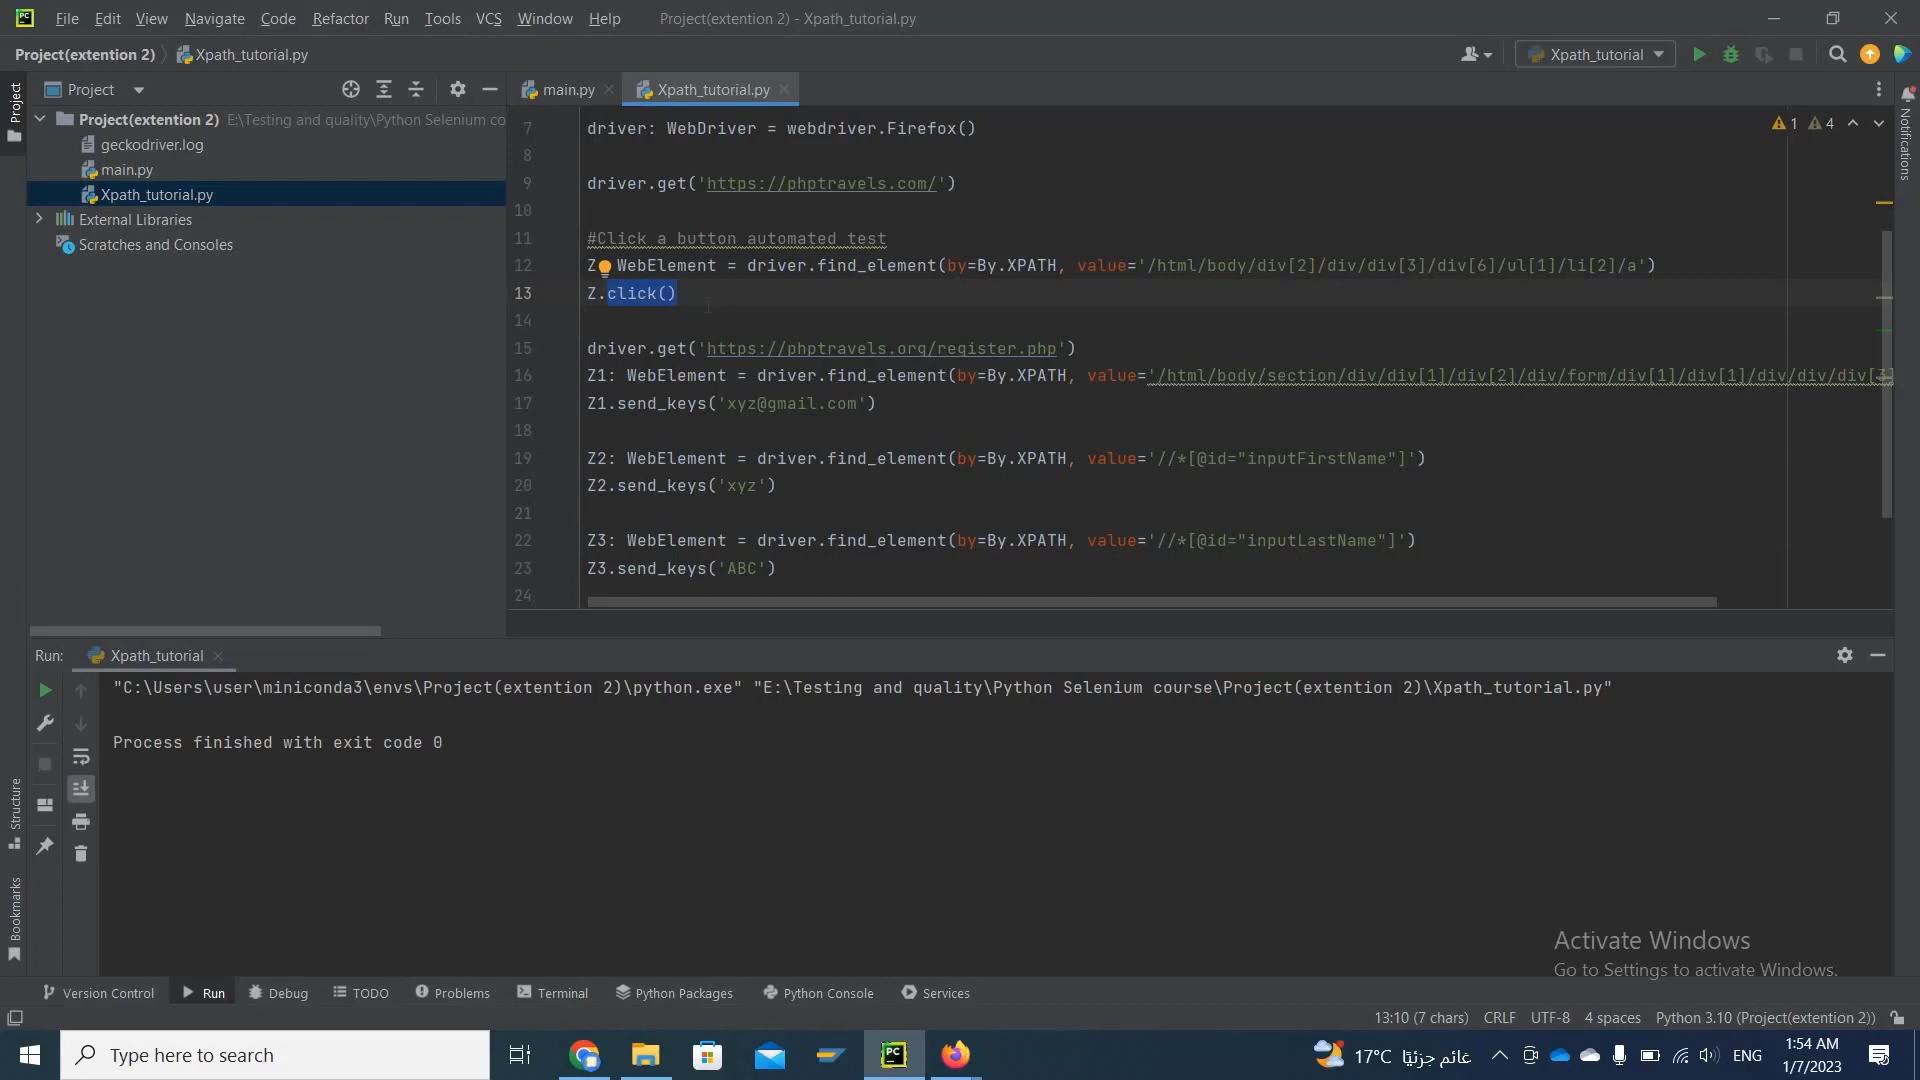 PC File Edit View Navigate Code Refactor Run Tools VCS Window Help Project(extention 2) - Xpath_tutorial.py
Project(extention 2) Xpath_tutorial.py Xpath_tutorial
Project
Project main.py Xpath_tutorial.py
Project(extention 2) E:\Testing and quality\Python Selenium co
geckodriver.log
main.py
Xpath_tutorial.py
External Libraries
Scratches and Consoles
1 4
Notifications
7 driver: WebDriver = webdriver.Firefox()
8
9 driver.get('https://phptravels.com/')
10
11 #Click a button automated test
12 Z WebElement = driver.find_element(by=By.XPATH, value='/html/body/div[2]/div/div[3]/div[6]/ul[1]/li[2]/a')
13 Z.click()
14
15 driver.get('https://phptravels.org/register.php')
16 Z1: WebElement = driver.find_element(by=By.XPATH, value='/html/body/section/div/div[1]/div[2]/div/form/div[1]/div[1]/div/div/div[3]
17 Z1.send_keys('xyz@gmail.com')
18
19 Z2: WebElement = driver.find_element(by=By.XPATH, value='//*[@id="inputFirstName"]')
20 Z2.send_keys('xyz')
21
22 Z3: WebElement = driver.find_element(by=By.XPATH, value='//*[@id="inputLastName"]')
23 Z3.send_keys('ABC')
24
Run: Xpath_tutorial
"C:\Users\user\miniconda3\envs\Project(extention 2)\python.exe" "E:\Testing and quality\Python Selenium course\Project(extention 2)\Xpath_tutorial.py"
Process finished with exit code 0
Structure
Bookmarks
Activate Windows
Go to Settings to activate Windows.
Version Control Run Debug TODO Problems Terminal Python Packages Python Console Services
13:10 (7 chars) CRLF UTF-8 4 spaces Python 3.10 (Project(extention 2))
Type here to search PC 17°C غائم جزئيًا ENG 1:54 AM
1/7/2023